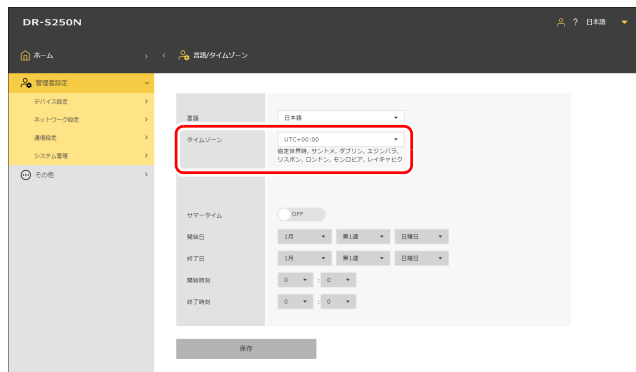 DR-S250N
? 日本語
ホーム
言語/タイムゾーン
管理者設定
デバイス設定
ネットワーク設定
通信設定
システム管理
その他
言語 日本語
タイムゾーン UTC+00:00
協定世界時, サントメ, ダブリン, エジンバラ,
リスボン, ロンドン, モンロビア, レイキャビク
サマータイム OFF
開始日 1月 第1週 日曜日
終了日 1月 第1週 日曜日
開始時刻 0 : 0
終了時刻 0 : 0
保存